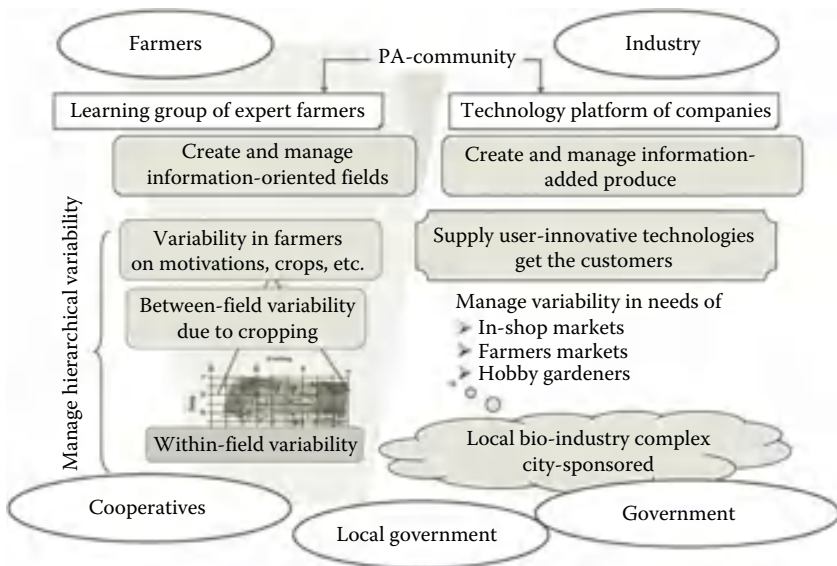 Farmers
Industry
PA-community
Learning group of expert farmers
Technology platform of companies
Create and manage
information-oriented fields
Create and manage information-
added produce
Manage hierarchical variability
Variability in farmers
on motivations, crops, etc.
Supply user-innovative technologies
get the customers
Between-field variability
due to cropping
Manage variability in needs of
In-shop markets
Farmers markets
Hobby gardeners
Within-field variability
Local bio-industry complex
city-sponsored
Cooperatives
Local government
Government